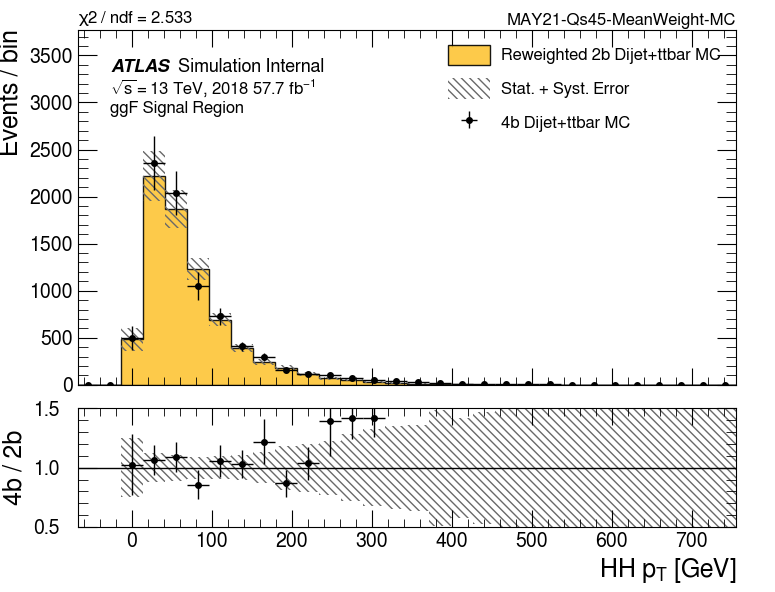 χ2 / ndf = 2.533
MAY21-Qs45-MeanWeight-MC
Events / bin
3500
3000
2500
2000
1500
1000
500
0
ATLAS Simulation Internal
√s = 13 TeV, 2018 57.7 fb⁻¹
ggF Signal Region
Reweighted 2b Dijet+ttbar MC
Stat. + Syst. Error
4b Dijet+ttbar MC
4b / 2b
1.5
1.0
0.5
0 100 200 300 400 500 600 700
HH pT [GeV]